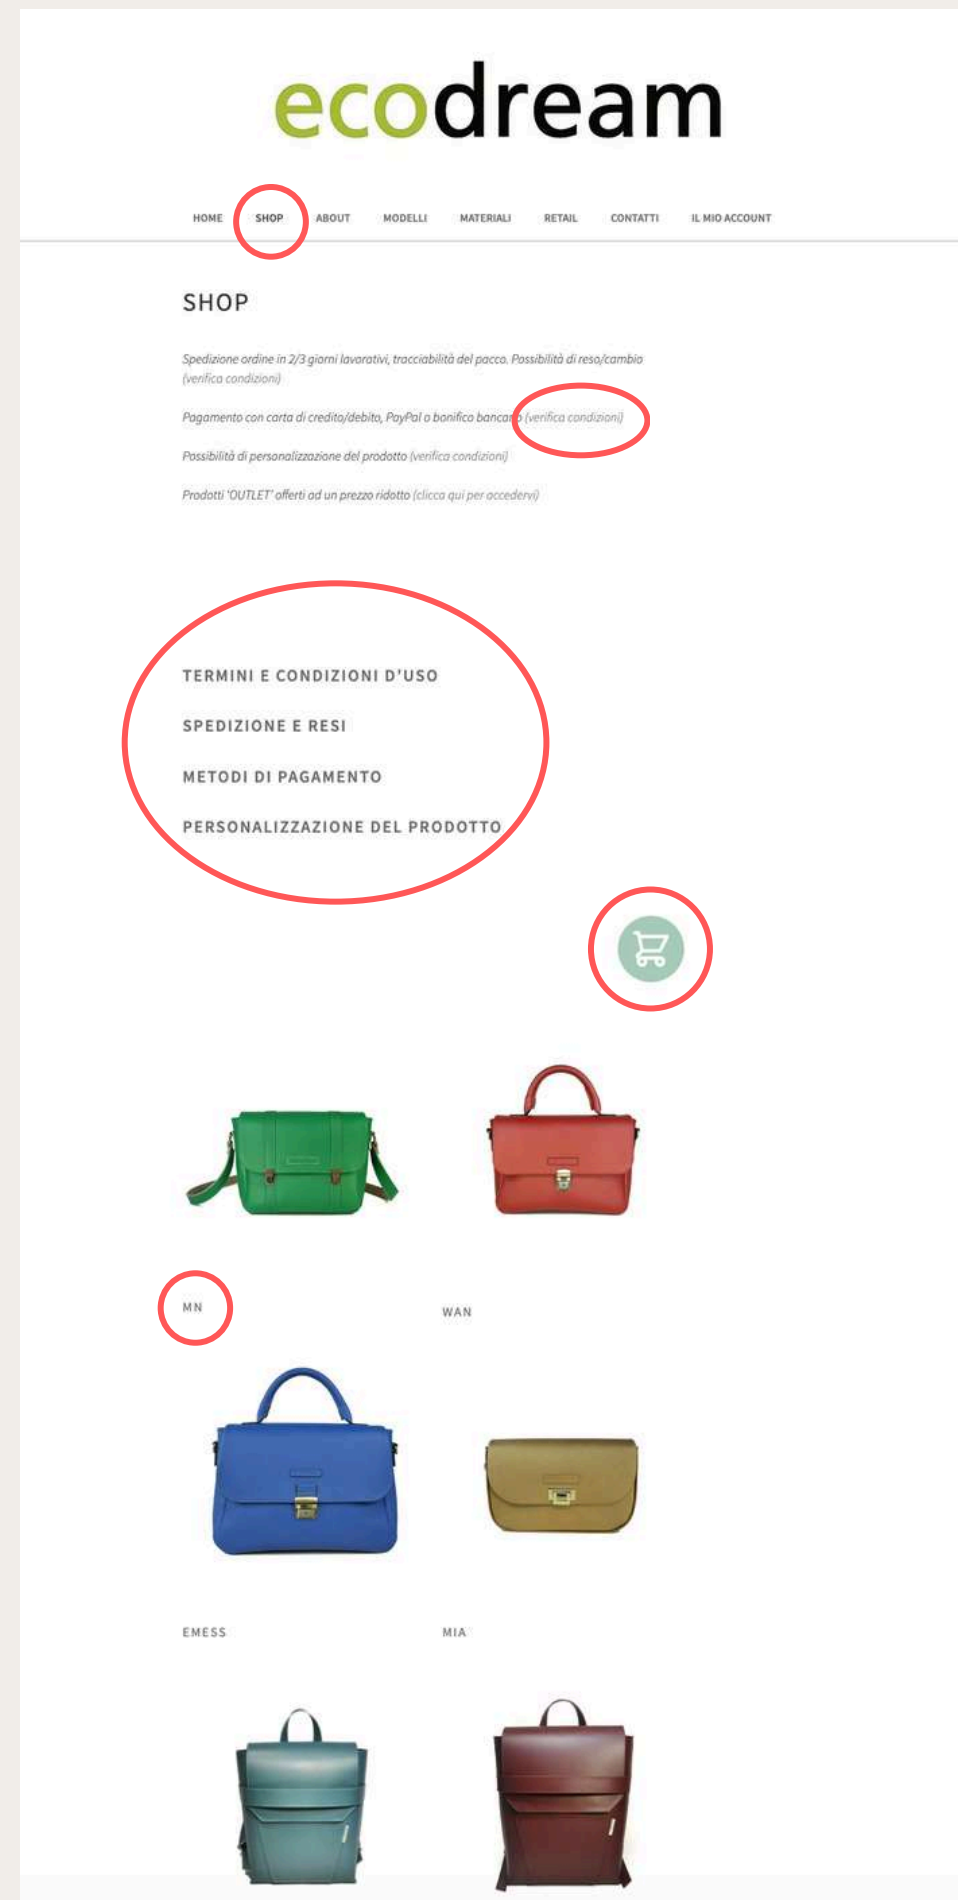 ecodream
HOME SHOP ABOUT MODELLI MATERIALI RETAIL CONTATTI IL MIO ACCOUNT
SHOP
Spedizione ordine in 2/3 giorni lavorativi, tracciabilità del pacco. Possibilità di reso/cambio
(verifica condizioni)
Pagamento con carta di credito/debito, PayPal o bonifico bancario (verifica condizioni)
Possibilità di personalizzazione del prodotto (verifica condizioni)
Prodotti 'OUTLET' offerti ad un prezzo ridotto (clicca qui per accedervi)
TERMINI E CONDIZIONI D'USO
SPEDIZIONE E RESI
METODI DI PAGAMENTO
PERSONALIZZAZIONE DEL PRODOTTO
MN WAN
EMESS MIA